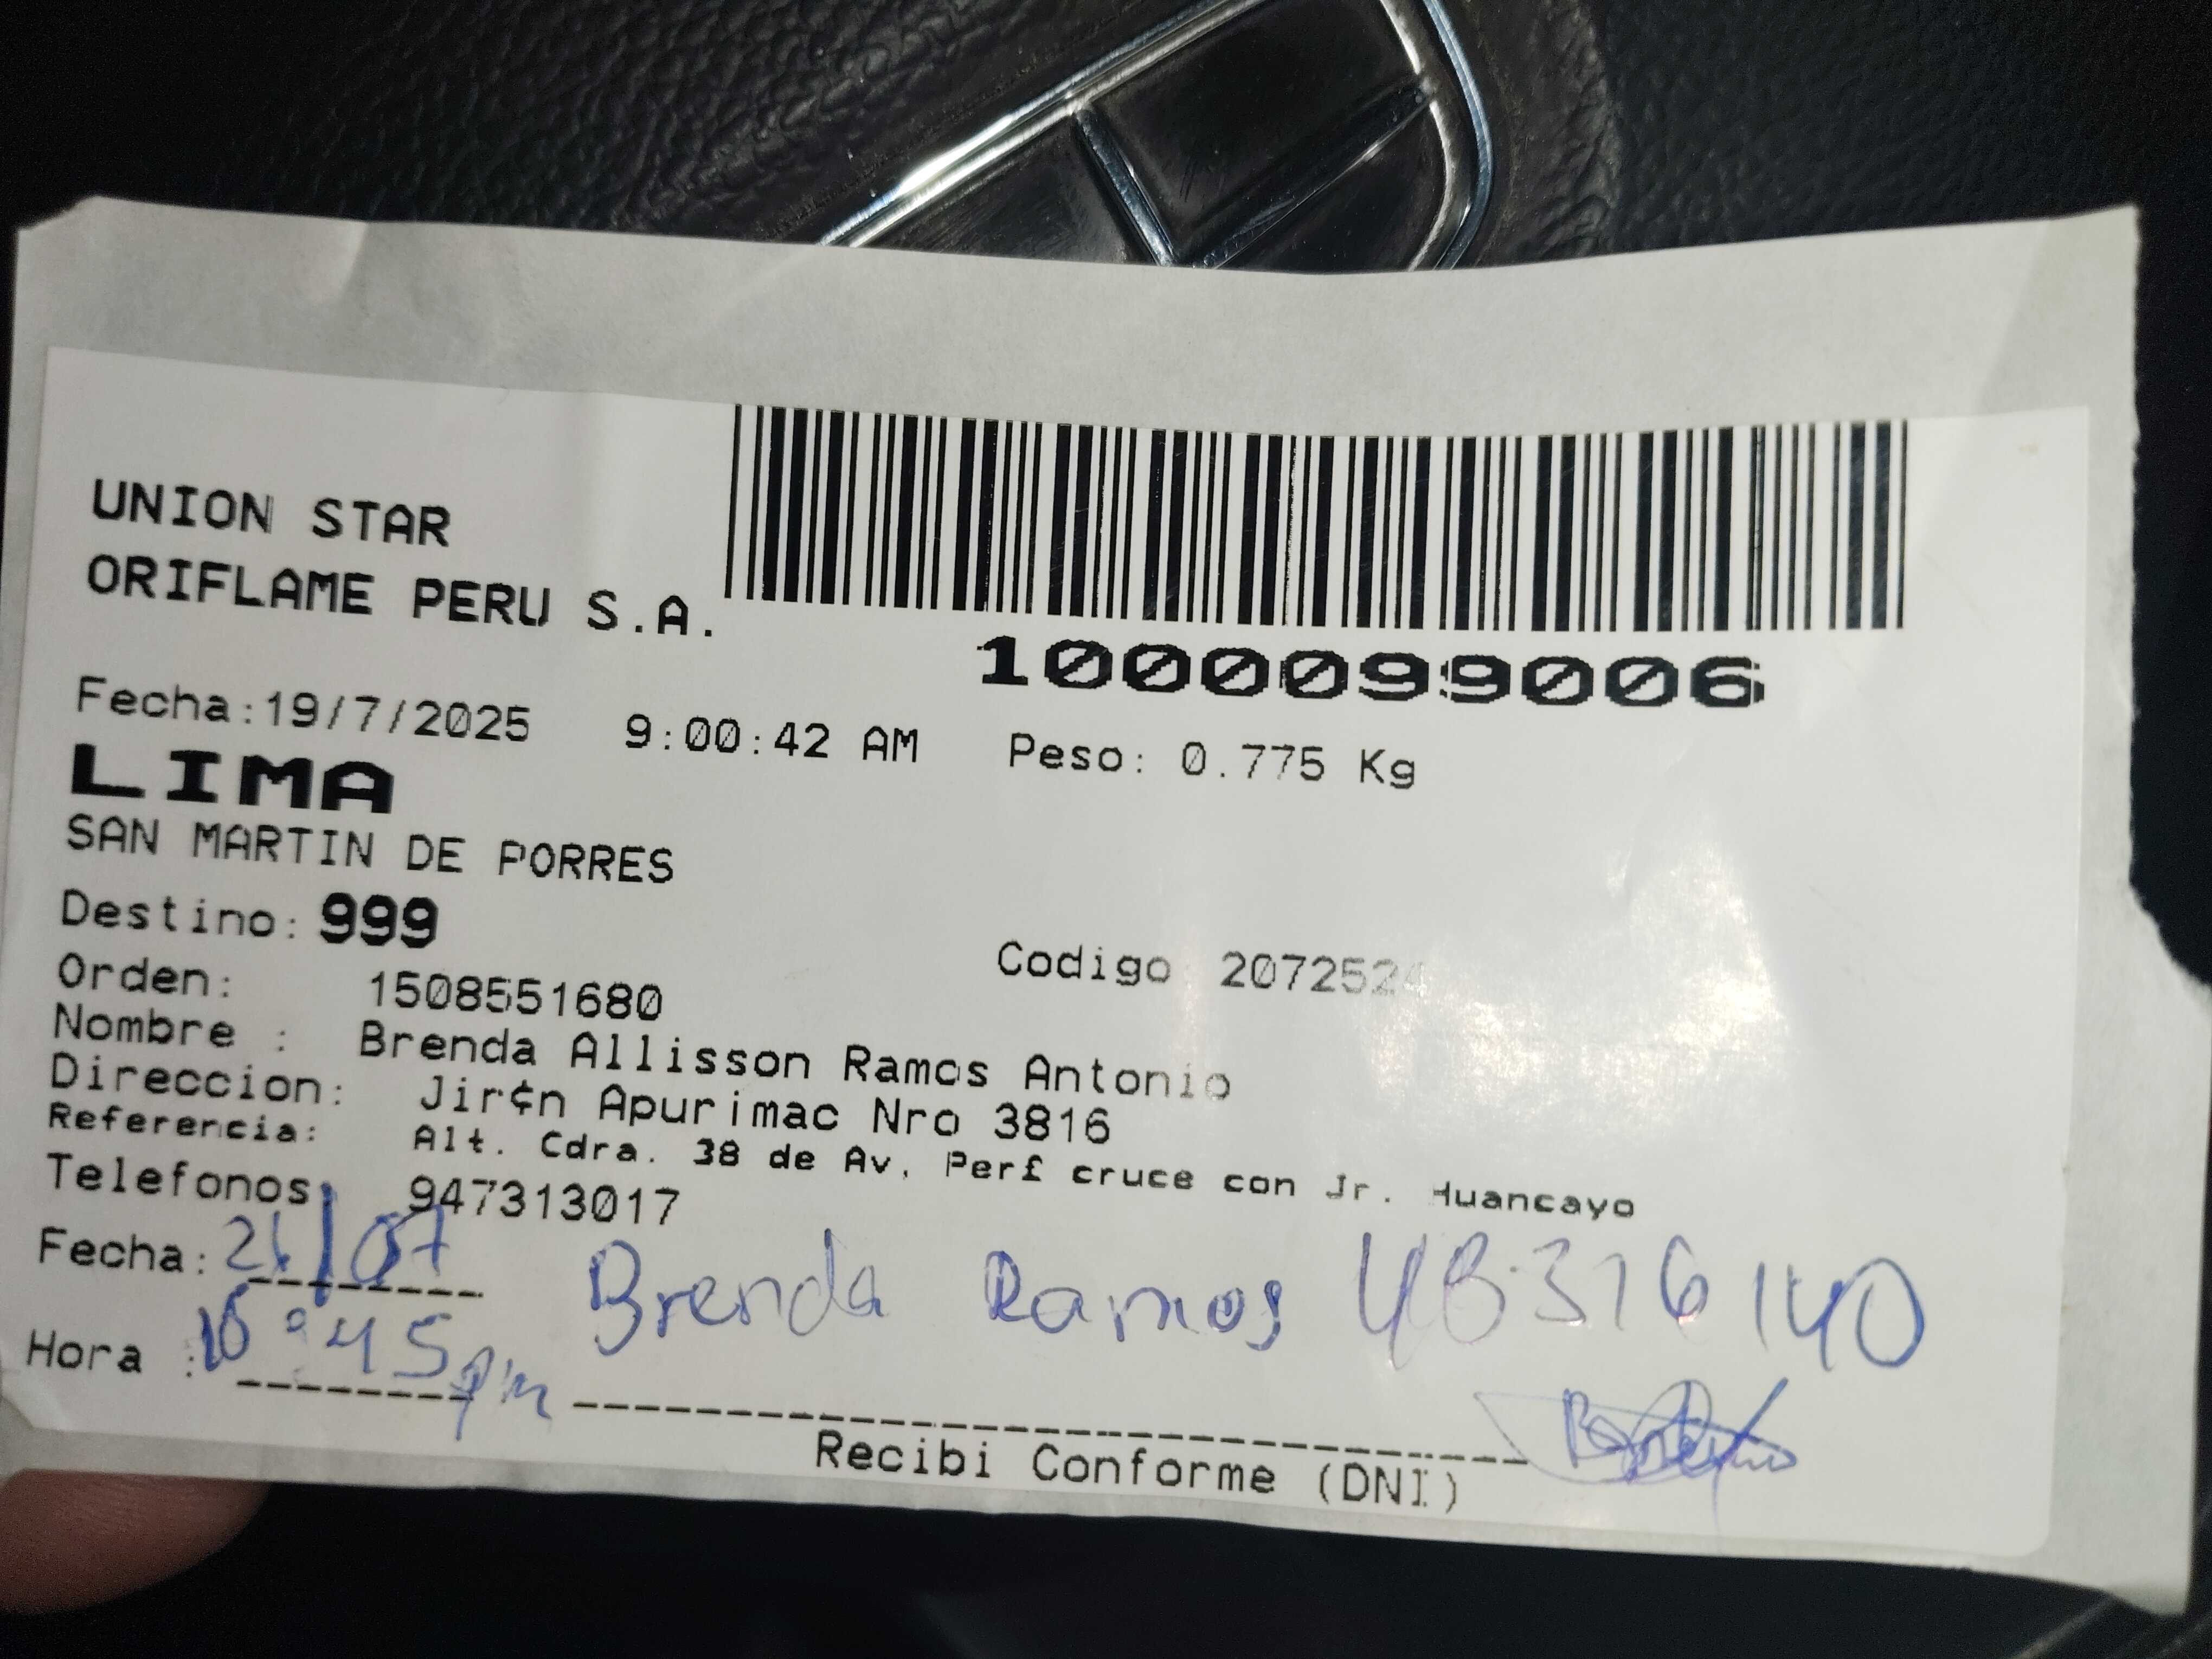 UNION STAR
ORIFLAME PERU S.A.
1000099006
Fecha:19/7/2025 9:00:42 AM Peso: 0.775 Kg
LIMA
SAN MARTIN DE PORRES
Destino: 999
Codigo 2072524
Orden: 1508551680
Nombre : Brenda Allisson Ramos Antonio
Direccion: Jir¢n Apurimac Nro 3816
Referencia: Alt. Cdra. 38 de Av. Per£ cruce con Jr. Huancayo
Telefonos: 947313017
Fecha: 21/07
Brenda Ramos 48316140
Hora : :45 pm
Recibi Conforme (DNI)